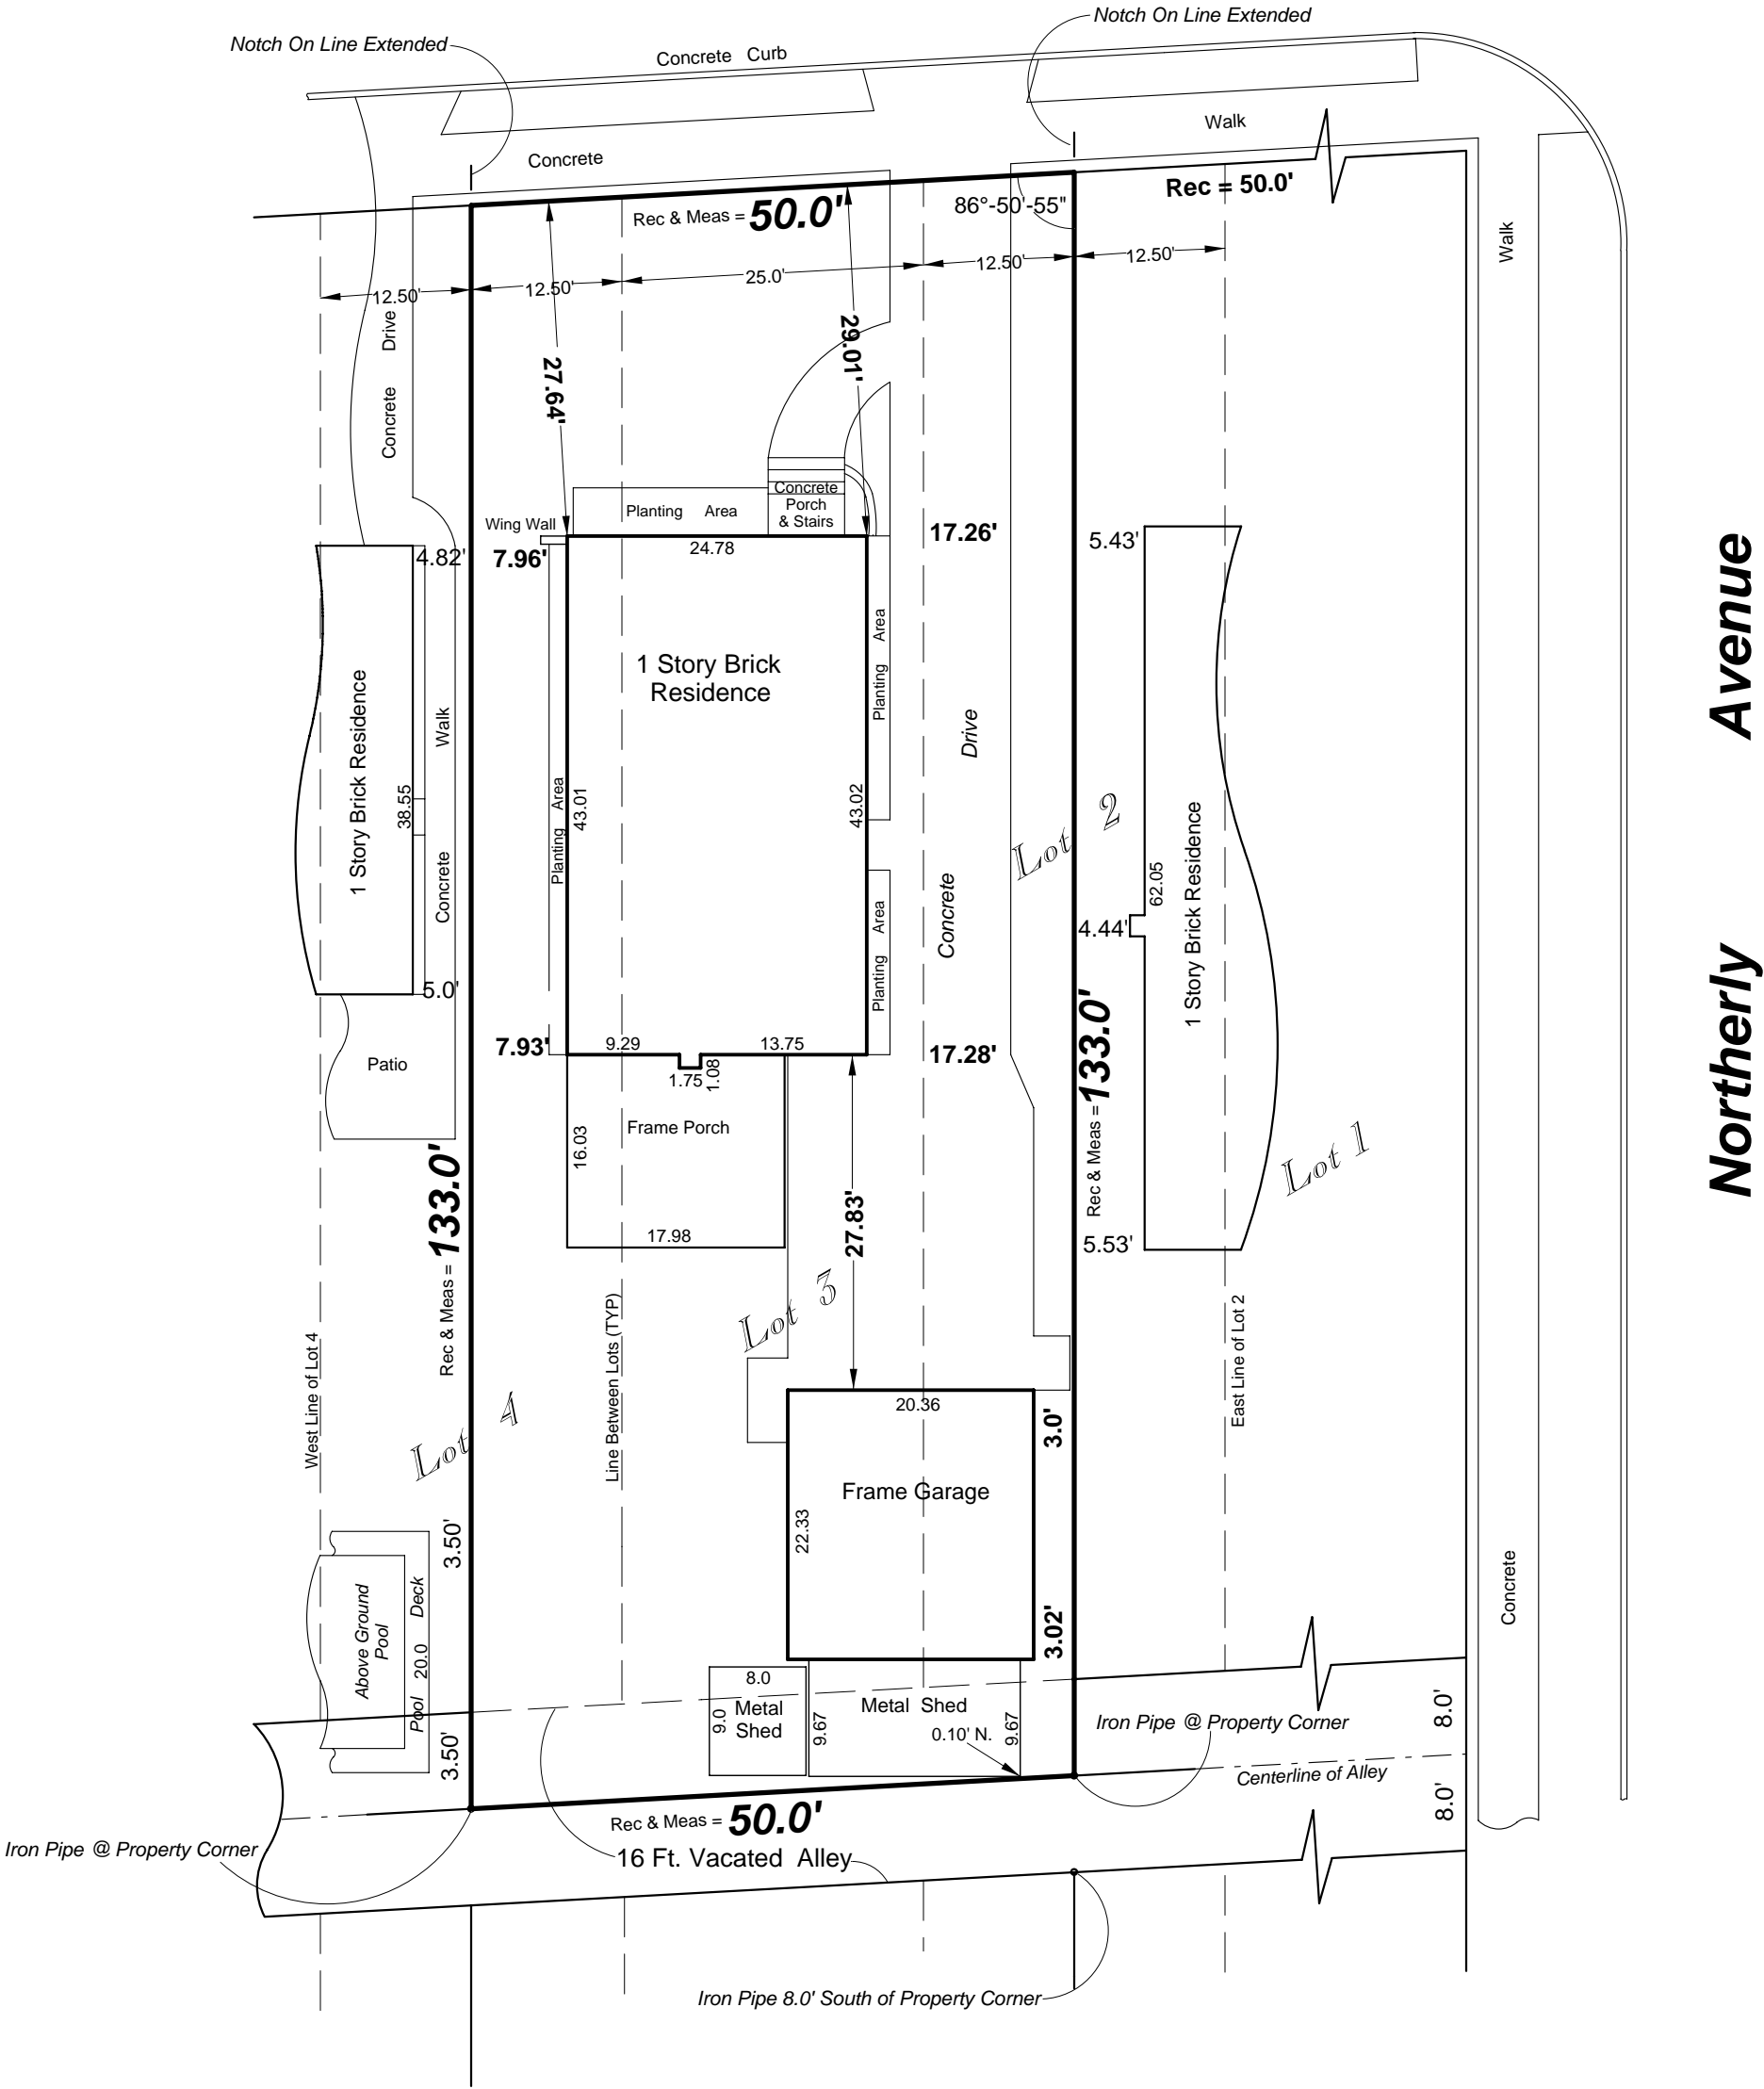 Notch On Line Extended
Notch On Line Extended
Concrete Curb
Walk
Concrete
Rec & Meas = 50.0'
86°-50'-55"
Rec = 50.0'
Walk
12.50'
12.50'
25.0'
12.50'
12.50'
Concrete Drive
27.64'
29.01'
Wing Wall
Planting Area
Concrete
Porch
& Stairs
4.82'
7.96'
24.78
17.26'
5.43'
Northerly Avenue
1 Story Brick
Residence
Planting Area
1 Story Brick Residence
38.55
Concrete Walk
Planting Area
43.01
43.02
Planting Area
Concrete Drive
Lot 2
62.05
4.44'
1 Story Brick Residence
5.0'
7.93'
9.29
13.75
1.75
1.08
17.28'
Rec & Meas = 133.0'
Patio
Frame Porch
16.03
17.98
Rec & Meas = 133.0'
27.83'
5.53'
Lot 1
Lot 3
West Line of Lot 4
Line Between Lots (TYP)
East Line of Lot 2
Lot 4
20.36
3.0'
Frame Garage
22.33
3.50'
Above Ground
Pool
Pool 20.0 Deck
3.02'
Concrete
8.0
9.0
Metal
Shed
9.67
Metal Shed
0.10' N.
9.67
Iron Pipe @ Property Corner
8.0'
3.50'
Centerline of Alley
8.0'
Rec & Meas = 50.0'
Iron Pipe @ Property Corner
16 Ft. Vacated Alley
Iron Pipe 8.0' South of Property Corner